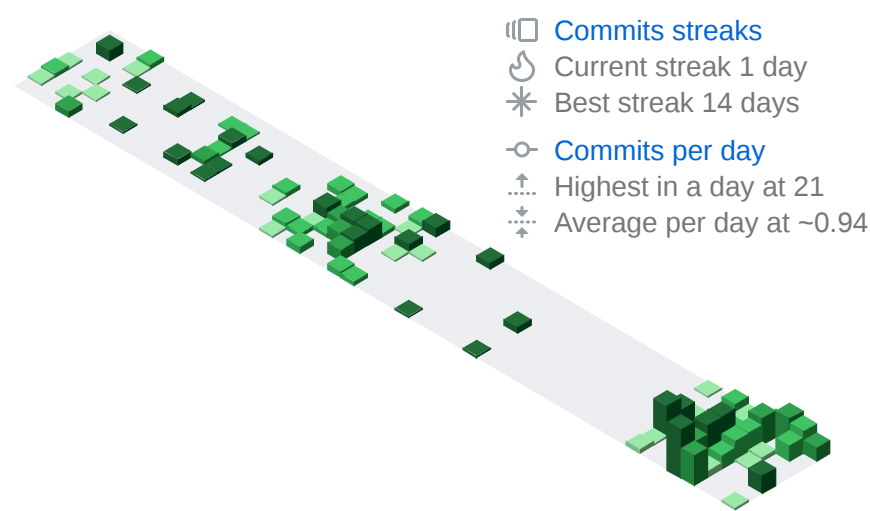 Commits streaks
Current streak 1 day
Best streak 14 days
Commits per day
Highest in a day at 21
Average per day at ~0.94